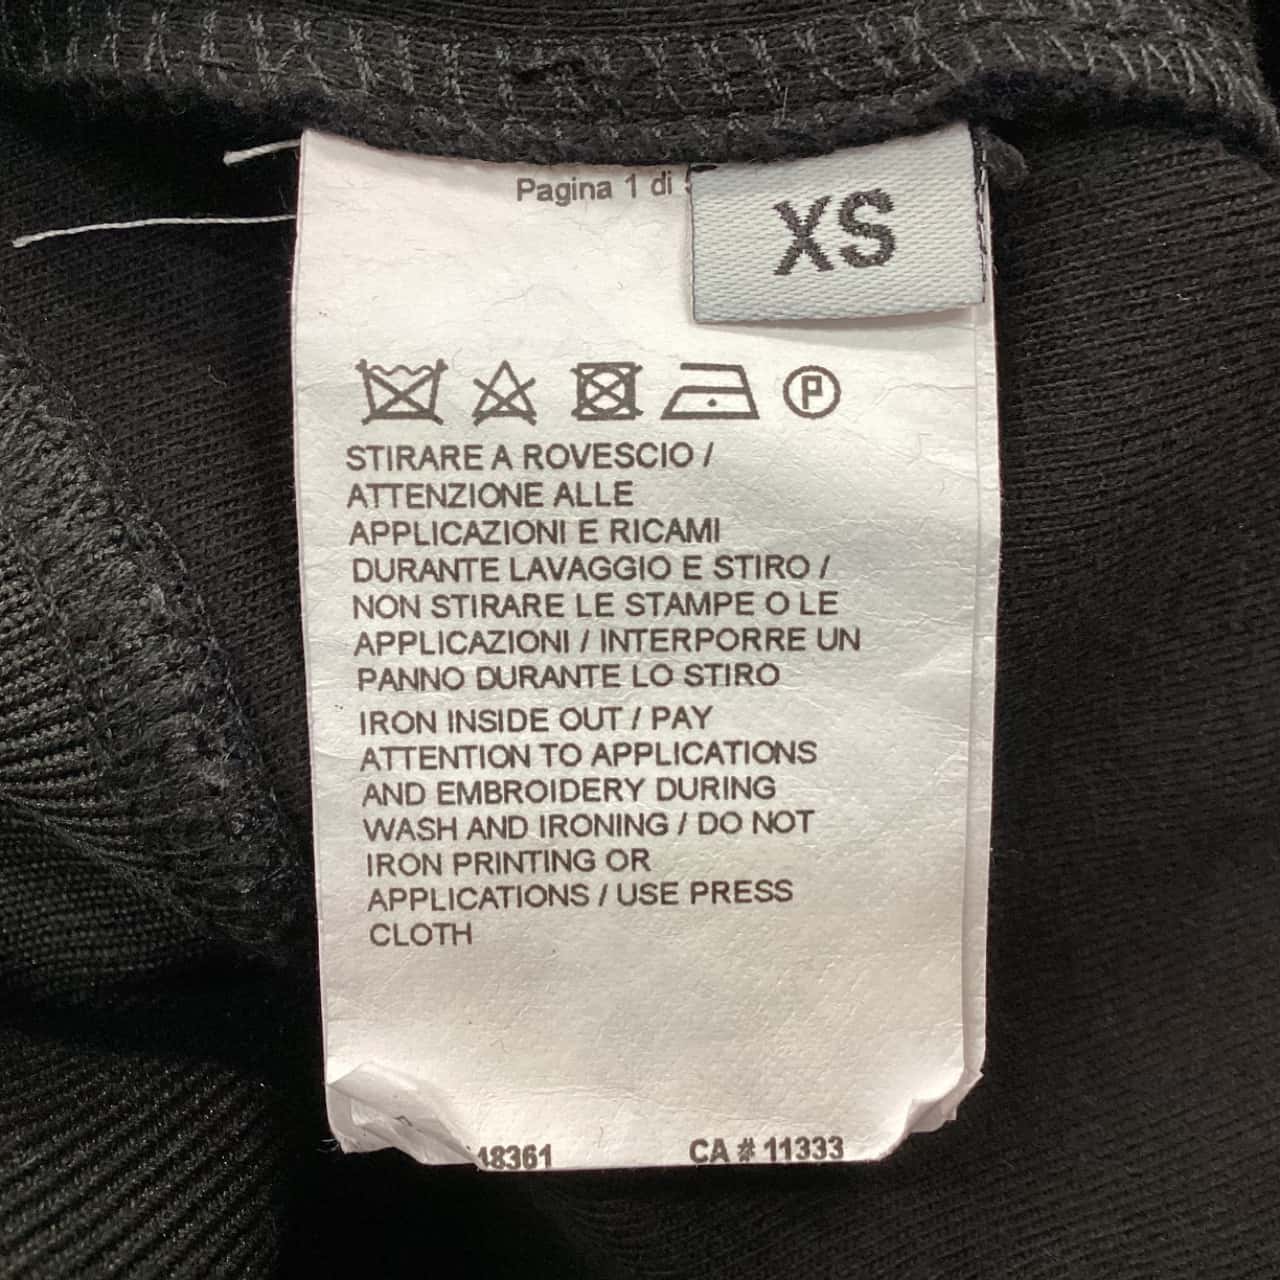 Pagina 1 di
XS
P
STIRARE A ROVESCIO /
ATTENZIONE ALLE
APPLICAZIONI E RICAMI
DURANTE LAVAGGIO E STIRO /
NON STIRARE LE STAMPE O LE
APPLICAZIONI / INTERPORRE UN
PANNO DURANTE LO STIRO
IRON INSIDE OUT / PAY
ATTENTION TO APPLICATIONS
AND EMBROIDERY DURING
WASH AND IRONING / DO NOT
IRON PRINTING OR
APPLICATIONS / USE PRESS
CLOTH
48361 CA # 11333